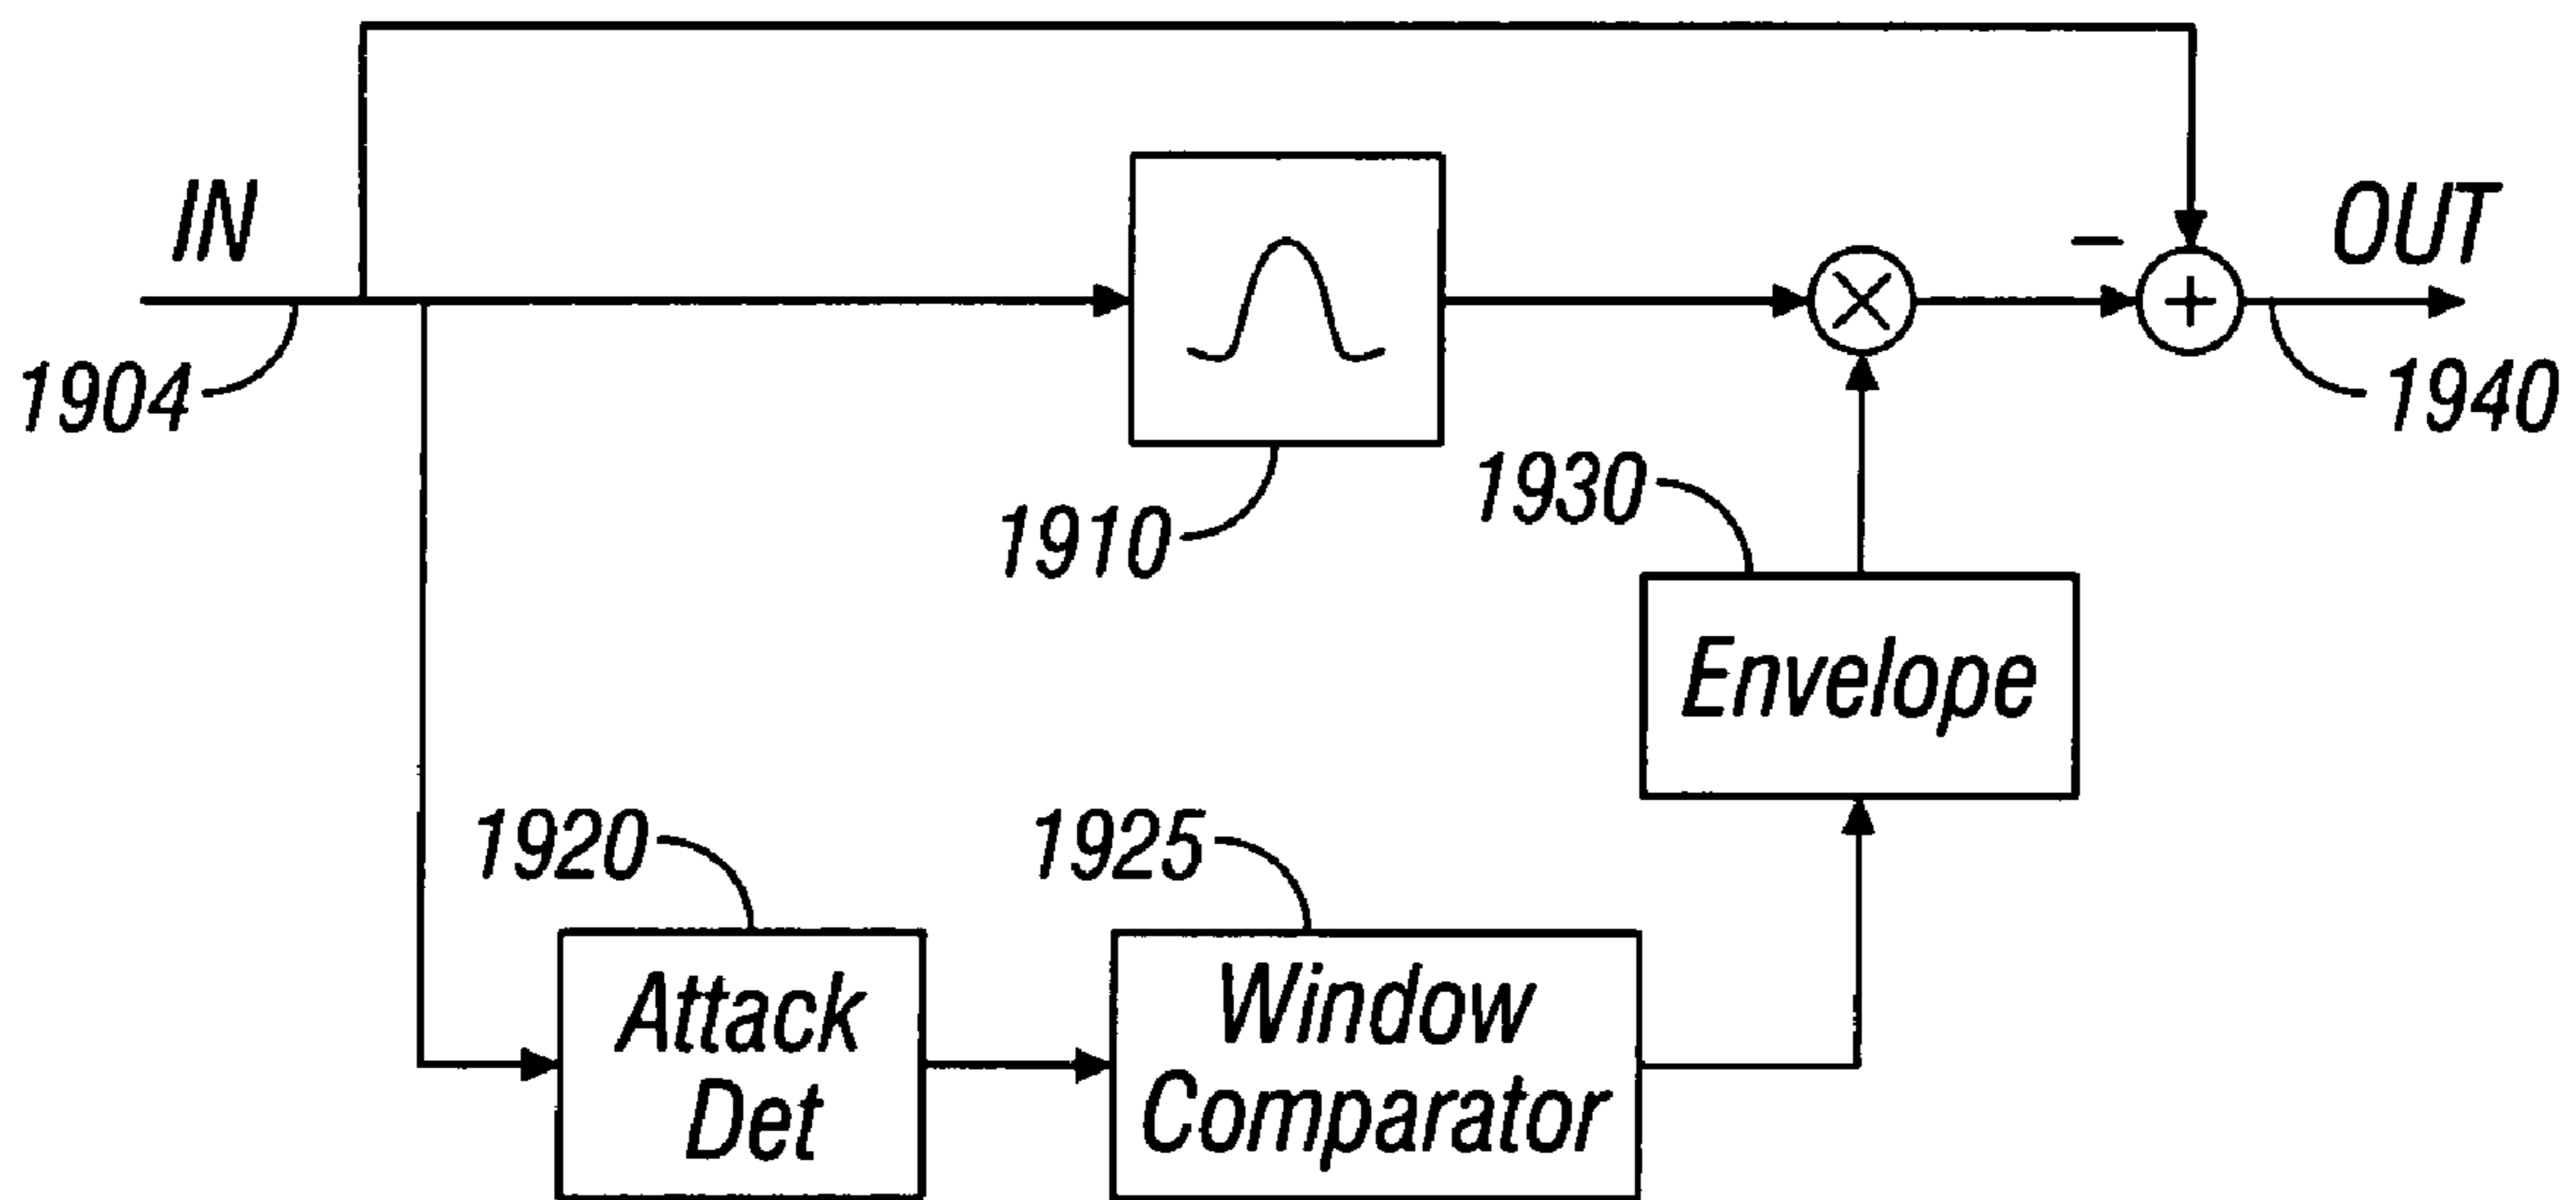 IN
OUT
−
1904
1940
1910
1930
Envelope
1920
1925
Attack
Det
Window
Comparator